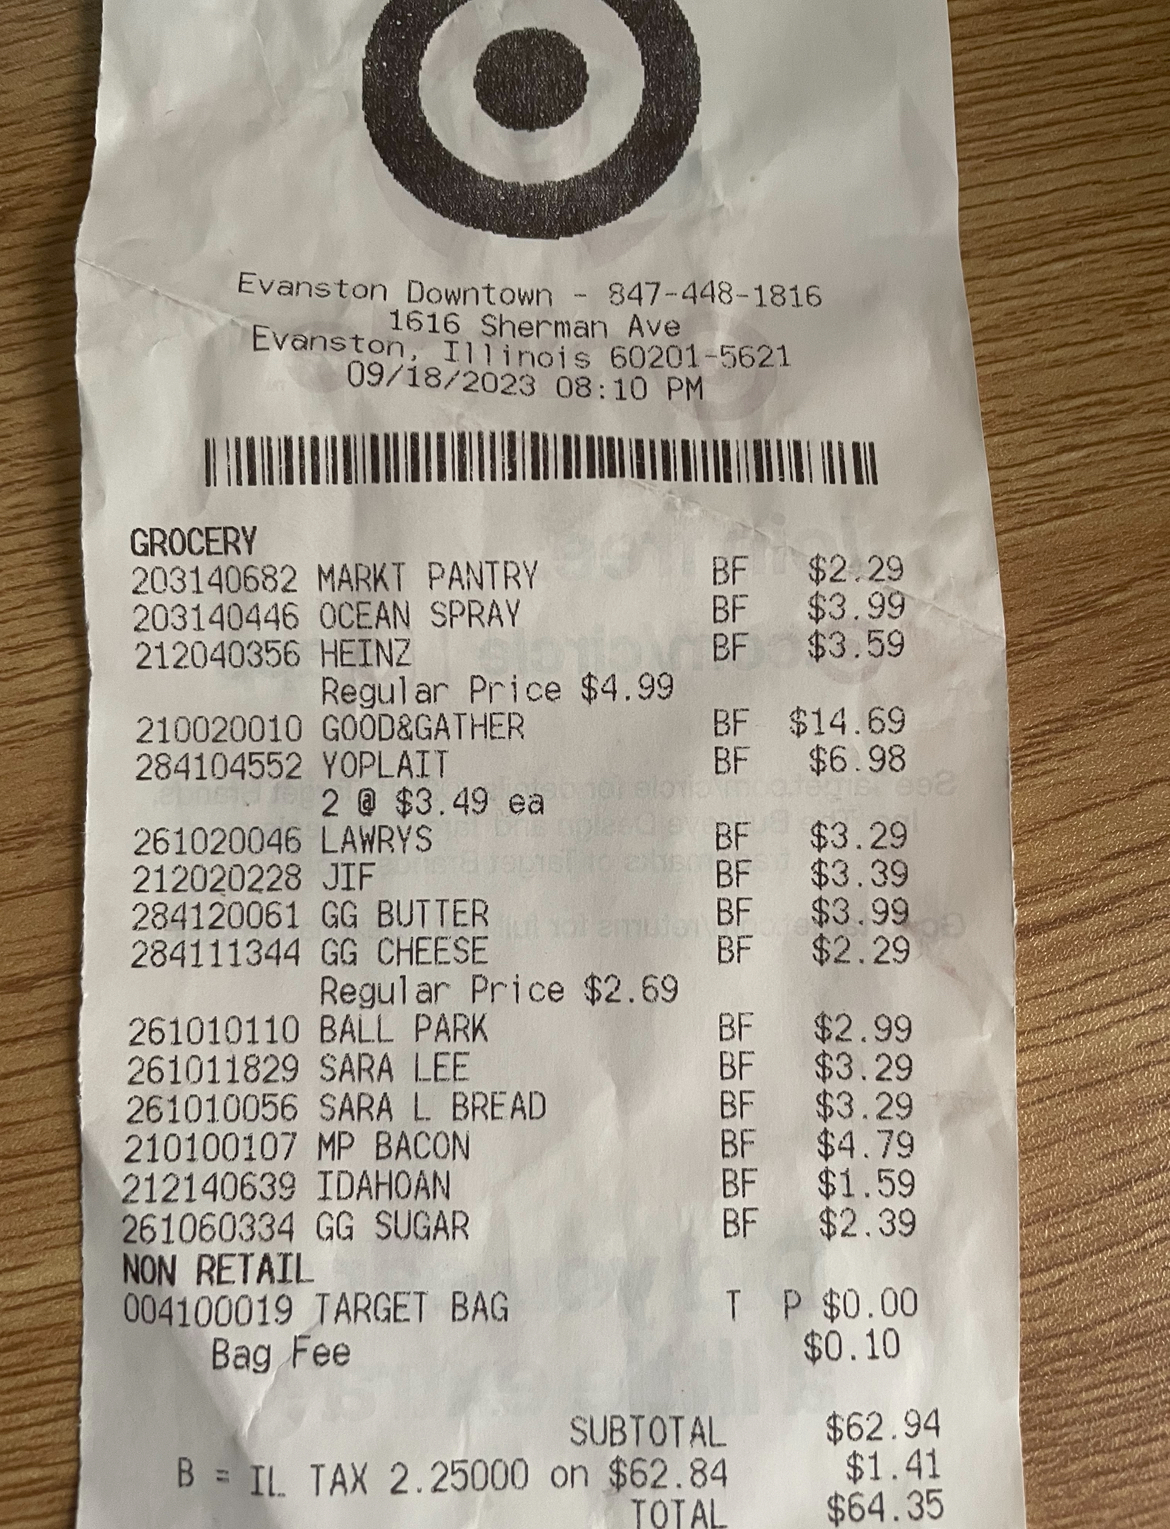 Evanston Downtown - 847-448-1816
1616 Sherman Ave
Evanston, Illinois 60201-5621
09/18/2023 08:10 PM
GROCERY
203140682 MARKT PANTRY BF $2.29
203140446 OCEAN SPRAY BF $3.99
212040356 HEINZ BF $3.59
Regular Price $4.99
210020010 GOOD&GATHER BF $14.69
284104552 YOPLAIT BF $6.98
2 @ $3.49 ea
261020046 LAWRYS BF $3.29
212020228 JIF BF $3.39
284120061 GG BUTTER BF $3.99
284111344 GG CHEESE BF $2.29
Regular Price $2.69
261010110 BALL PARK BF $2.99
261011829 SARA LEE BF $3.29
261010056 SARA L BREAD BF $3.29
210100107 MP BACON BF $4.79
212140639 IDAHOAN BF $1.59
261060334 GG SUGAR BF $2.39
NON RETAIL
004100019 TARGET BAG T P $0.00
Bag Fee $0.10
SUBTOTAL $62.94
B = IL TAX 2.25000 on $62.84 $1.41
TOTAL $64.35